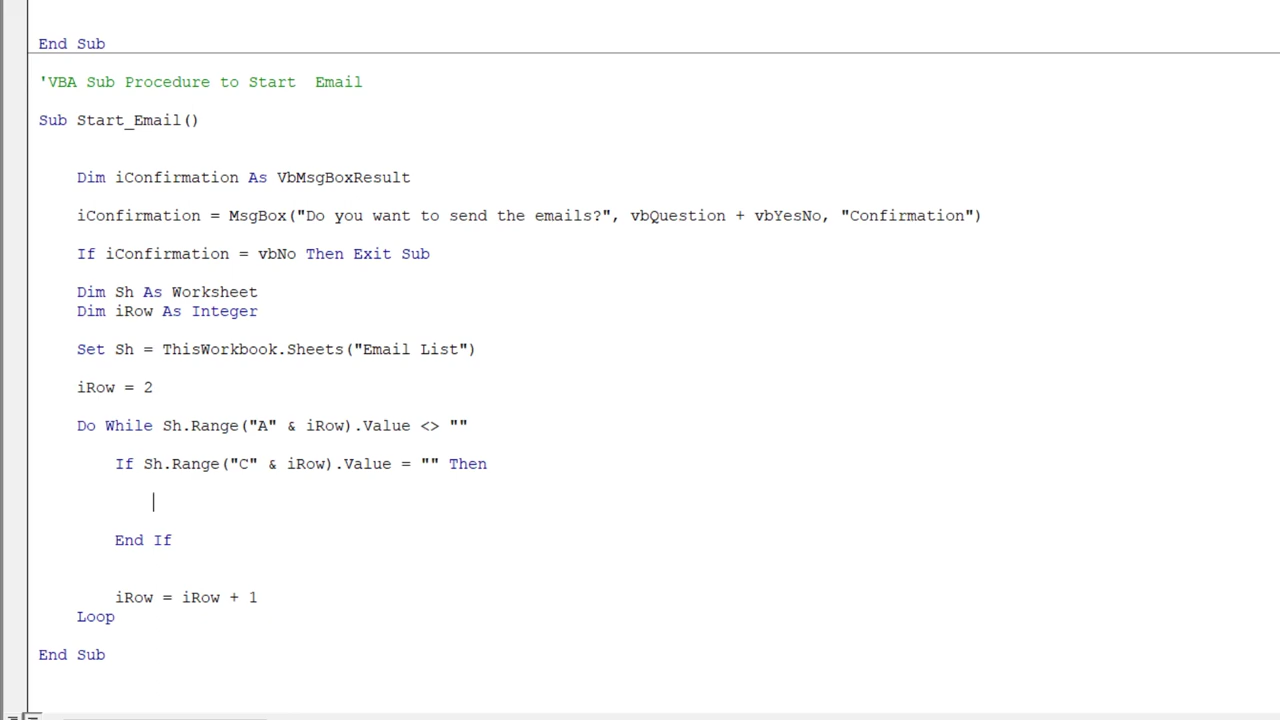 End Sub
'VBA Sub Procedure to Start  Email
Sub Start_Email()
Dim iConfirmation As VbMsgBoxResult
iConfirmation = MsgBox("Do you want to send the emails?", vbQuestion + vbYesNo, "Confirmation")
If iConfirmation = vbNo Then Exit Sub
Dim Sh As Worksheet
Dim iRow As Integer
Set Sh = ThisWorkbook.Sheets("Email List")
iRow = 2
Do While Sh.Range("A" & iRow).Value <> ""
If Sh.Range("C" & iRow).Value = "" Then
End If
iRow = iRow + 1
Loop
End Sub